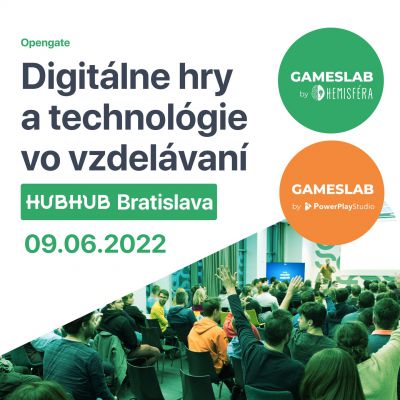 Opengate
Digitálne hry
a technológie
vo vzdelávaní
HUBHUB Bratislava
09.06.2022
GAMESLAB
by HEMISFÉRA
GAMESLAB
by PowerPlayStudio